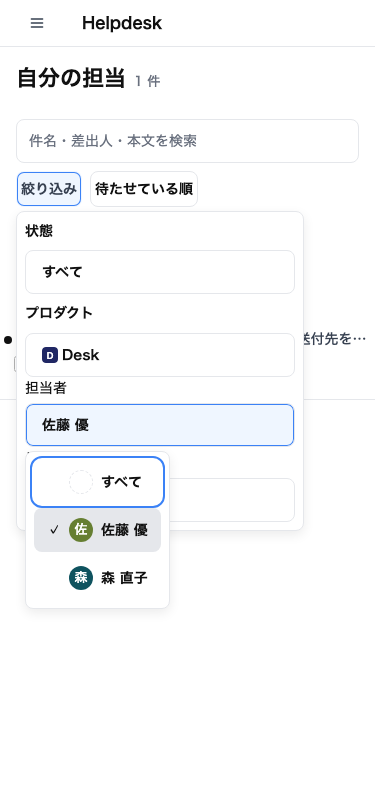 Helpdesk
自分の担当 1 件
件名・差出人・本文を検索
絞り込み 待たせている順
状態
すべて
プロダクト
D Desk
送付先を…
担当者
佐藤 優
すべて
✓ 佐 佐藤 優
森 森 直子